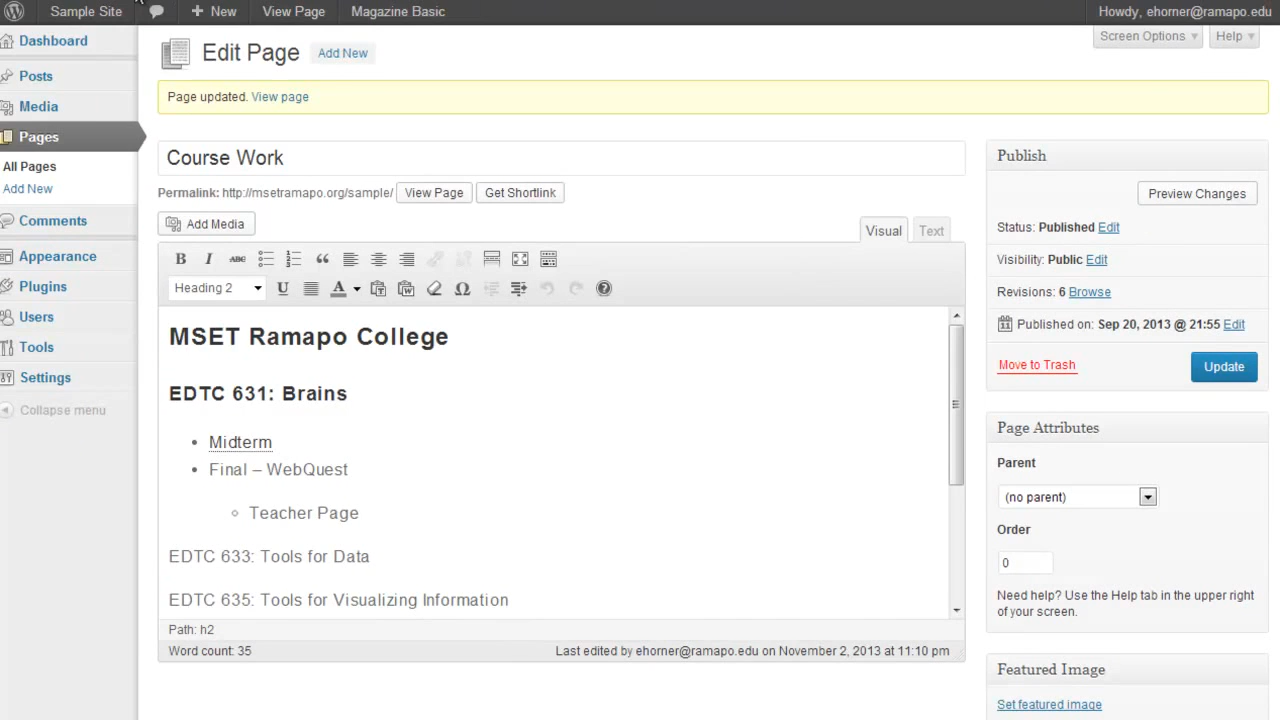 Sample Site
New
View Page
Magazine Basic
Howdy, ehorner@ramapo.edu
Dashboard
Posts
Media
Pages
All Pages
Add New
Comments
Appearance
Plugins
Users
Tools
Settings
Collapse menu
Screen Options
Help
Edit Page
Add New
Page updated. View page
Course Work
Permalink: http://msetramapo.org/sample/
View Page
Get Shortlink
Add Media
Visual
Text
B I ABC
Heading 2
U A Ω
MSET Ramapo College
EDTC 631: Brains
Midterm
Final – WebQuest
Teacher Page
EDTC 633: Tools for Data
EDTC 635: Tools for Visualizing Information
Path: h2
Word count: 35
Last edited by ehorner@ramapo.edu on November 2, 2013 at 11:10 pm
Publish
Preview Changes
Status: Published Edit
Visibility: Public Edit
Revisions: 6 Browse
Published on: Sep 20, 2013 @ 21:55 Edit
Move to Trash
Update
Page Attributes
Parent
(no parent)
Order
0
Need help? Use the Help tab in the upper right
of your screen.
Featured Image
Set featured image